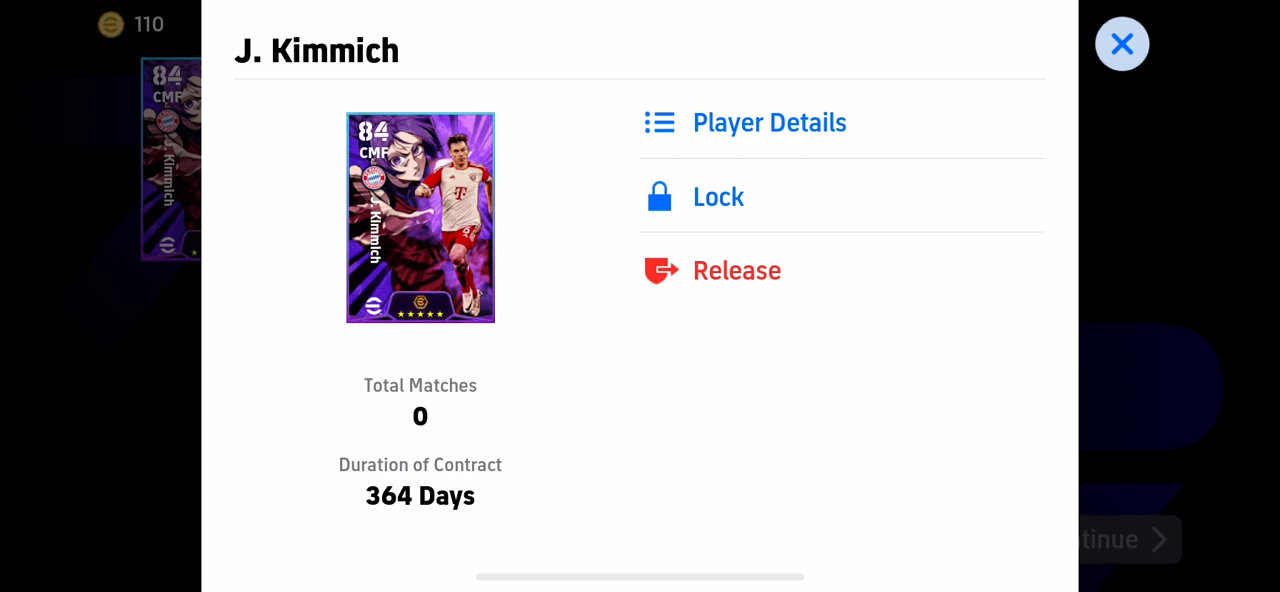 110
J. Kimmich
84
CMF
J. Kimmich
84
CMF
J. Kimmich
T
6
Player Details
Lock
Release
Total Matches
0
Duration of Contract
364 Days
tinue